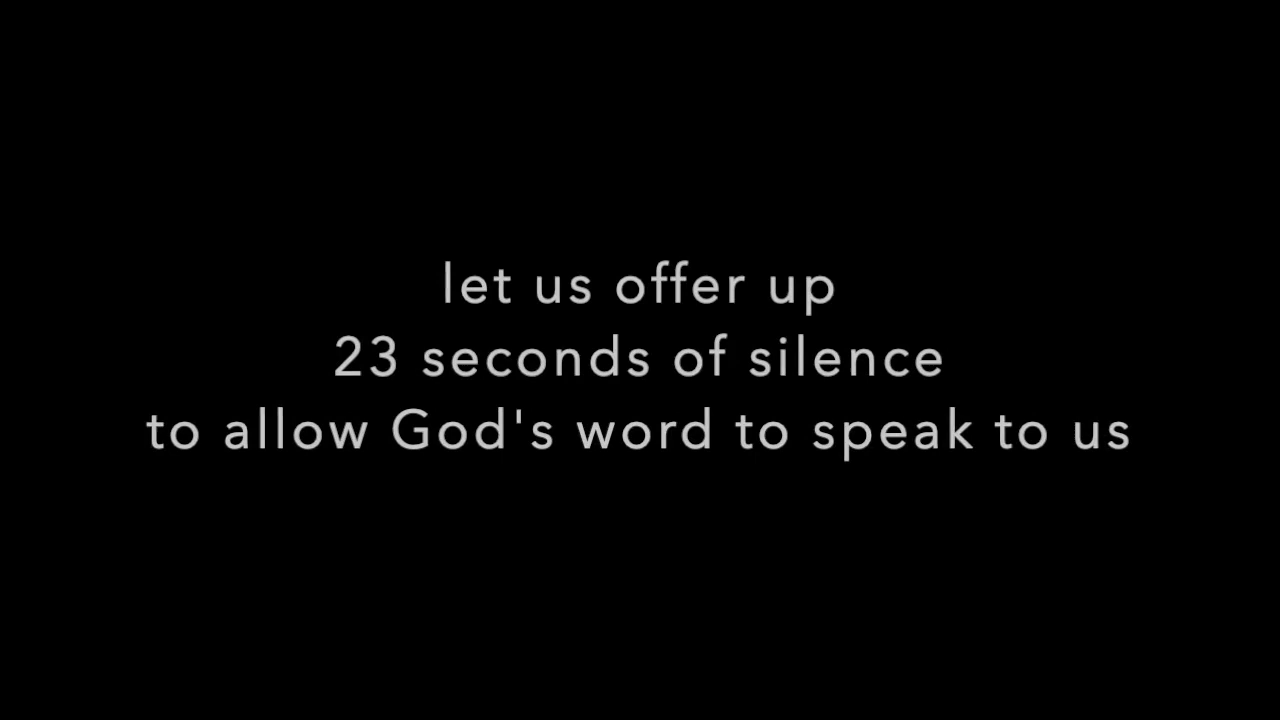 let us offer up
23 seconds of silence
to allow God's word to speak to us